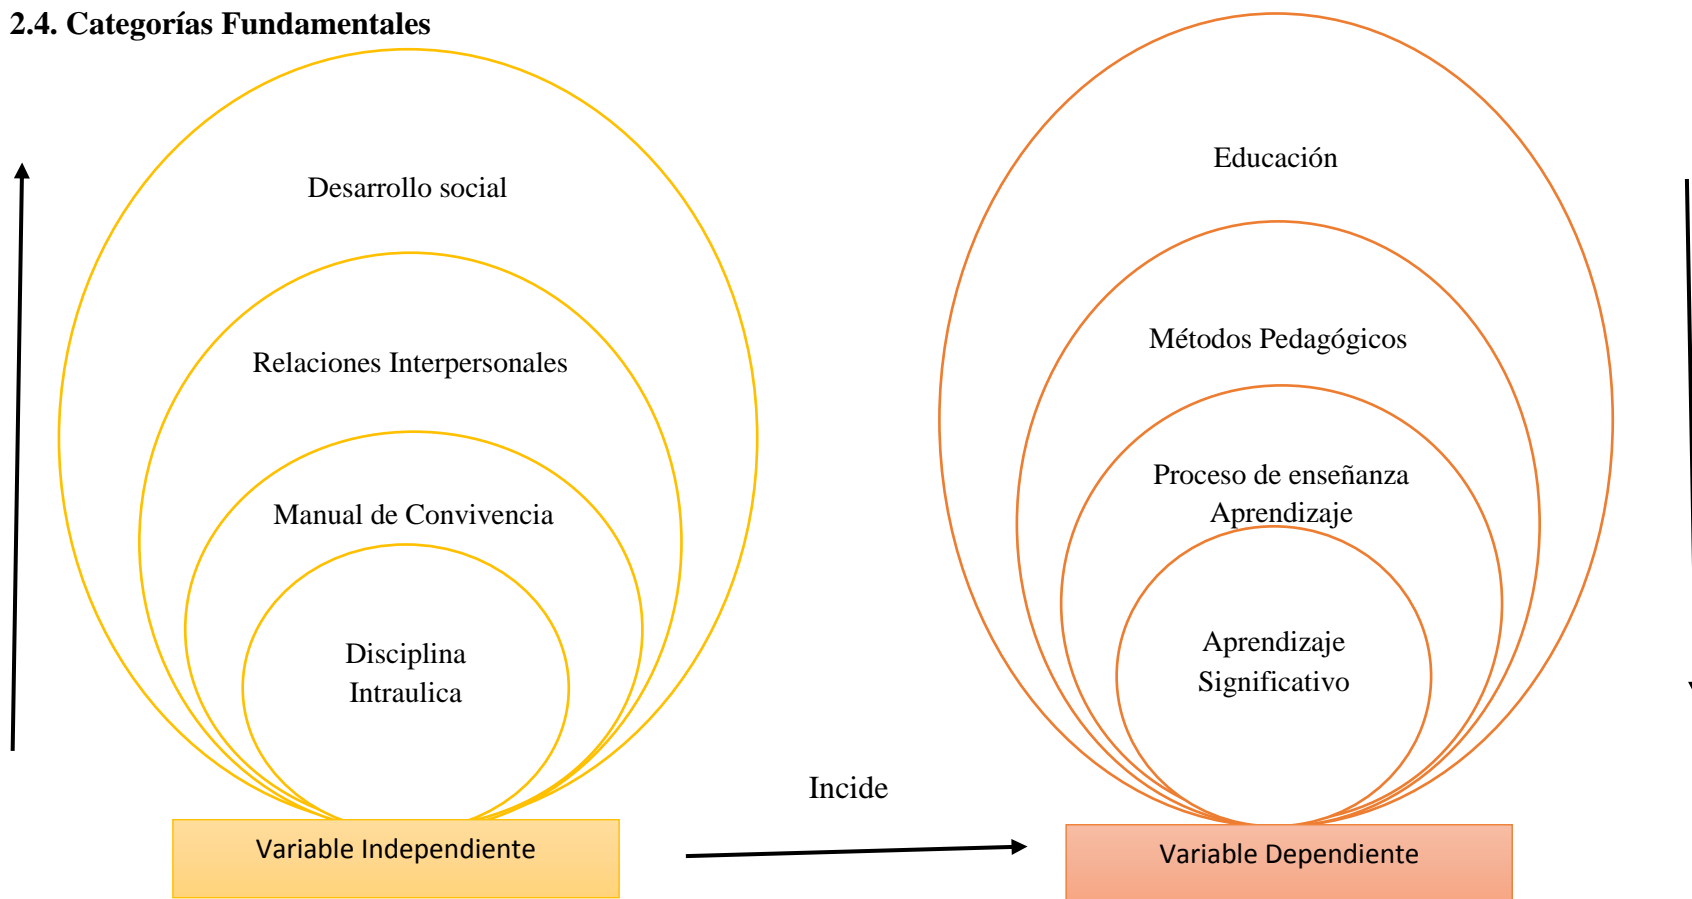 2.4. Categorías Fundamentales
Desarrollo social
Relaciones Interpersonales
Manual de Convivencia
Disciplina
Intraulica
Variable Independiente
Incide
Educación
Métodos Pedagógicos
Proceso de enseñanza
Aprendizaje
Aprendizaje
Significativo
Variable Dependiente